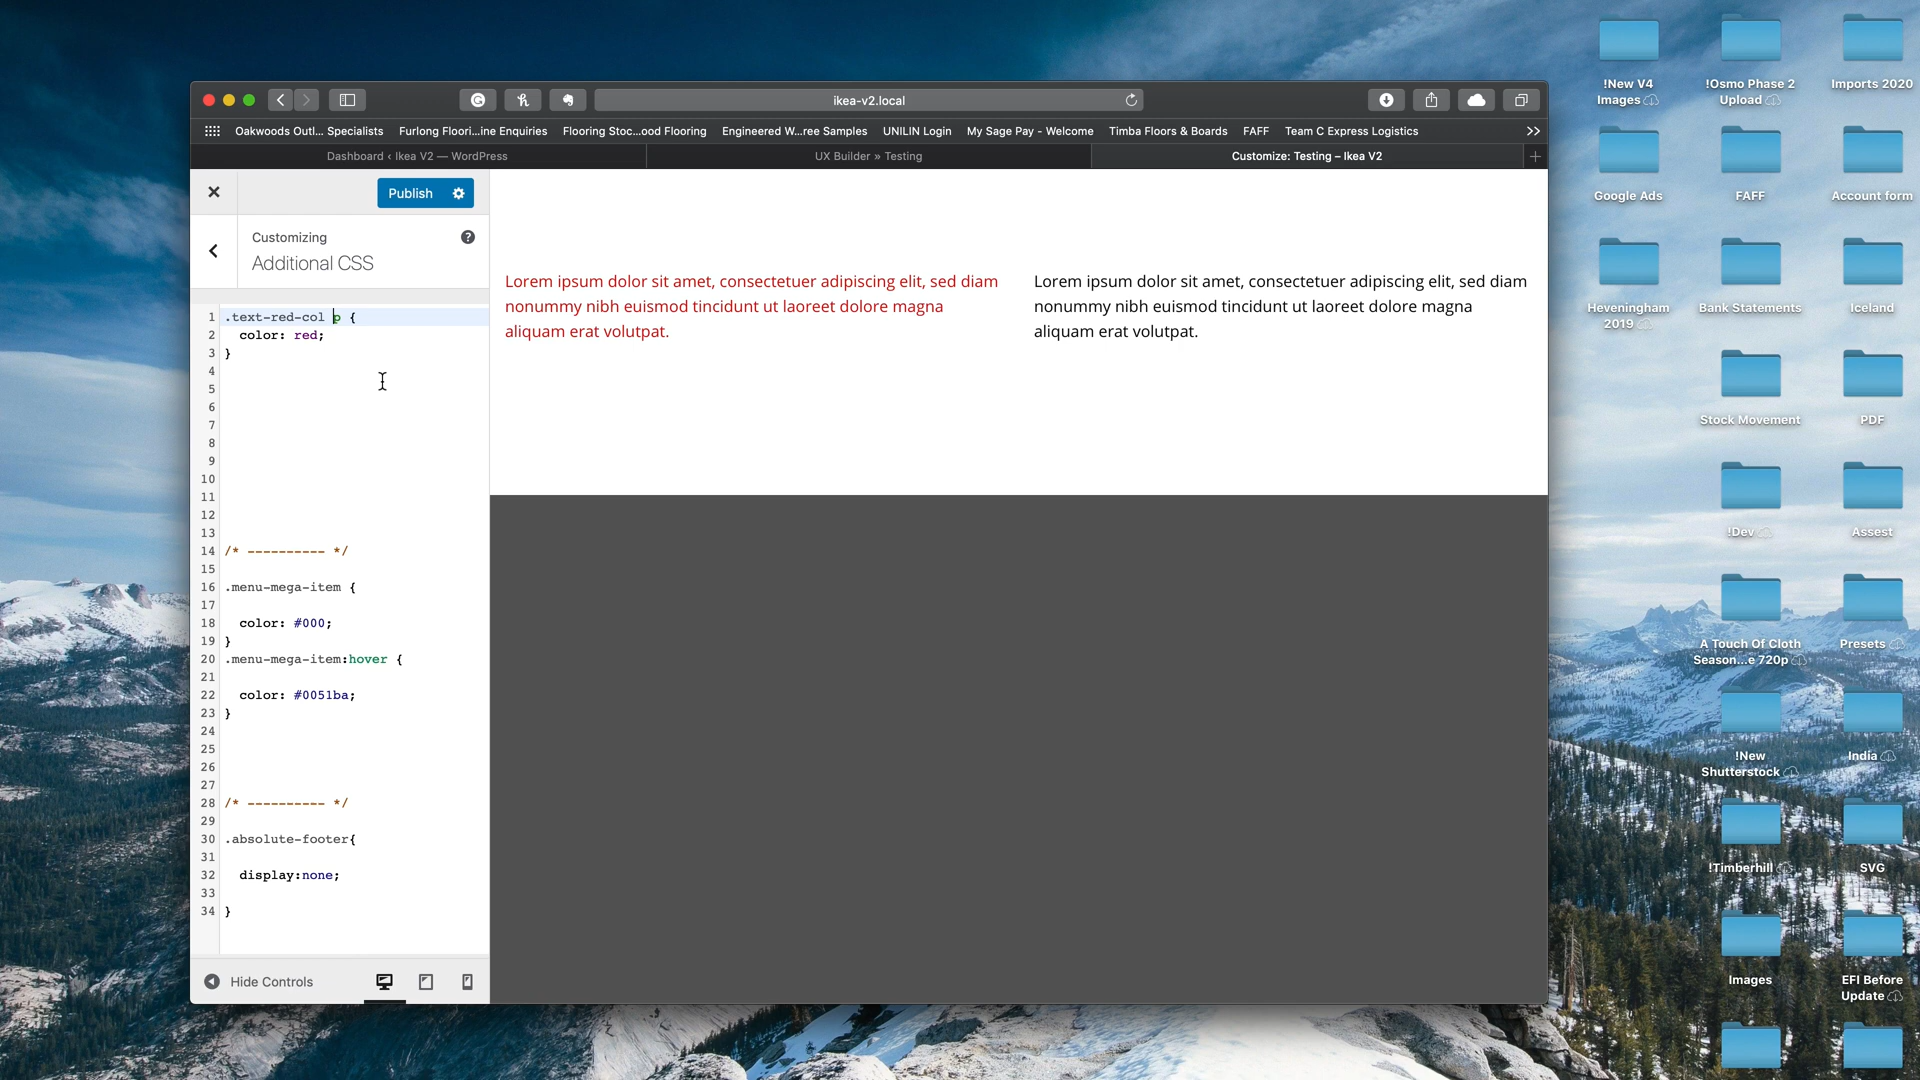 ikea-v2.local
Oakwoods Outl... Specialists
Furlong Floori...ine Enquiries
Flooring Stoc...ood Flooring
Engineered W...ree Samples
UNILIN Login
My Sage Pay - Welcome
Timba Floors & Boards
FAFF
Team C Express Logistics
Dashboard ‹ Ikea V2 — WordPress
UX Builder » Testing
Customize: Testing – Ikea V2
Publish
Customizing
Additional CSS
1 .text-red-col p {
2 color: red;
3 }
4
5
6
7
8
9
10
11
12
13
14 /* ---------- */
15
16 .menu-mega-item {
17
18 color: #000;
19 }
20 .menu-mega-item:hover {
21
22 color: #0051ba;
23 }
24
25
26
27
28 /* ---------- */
29
30 .absolute-footer{
31
32 display:none;
33
34 }
Hide Controls
Lorem ipsum dolor sit amet, consectetuer adipiscing elit, sed diam
nonummy nibh euismod tincidunt ut laoreet dolore magna
aliquam erat volutpat.
Lorem ipsum dolor sit amet, consectetuer adipiscing elit, sed diam
nonummy nibh euismod tincidunt ut laoreet dolore magna
aliquam erat volutpat.
!New V4
Images
!Osmo Phase 2
Upload
Imports 2020
Google Ads
FAFF
Account form
Heveningham
2019
Bank Statements
Iceland
Stock Movement
PDF
!Dev
Assest
A Touch Of Cloth
Season...e 720p
Presets
!New
Shutterstock
India
!Timberhill
SVG
Images
EFI Before
Update